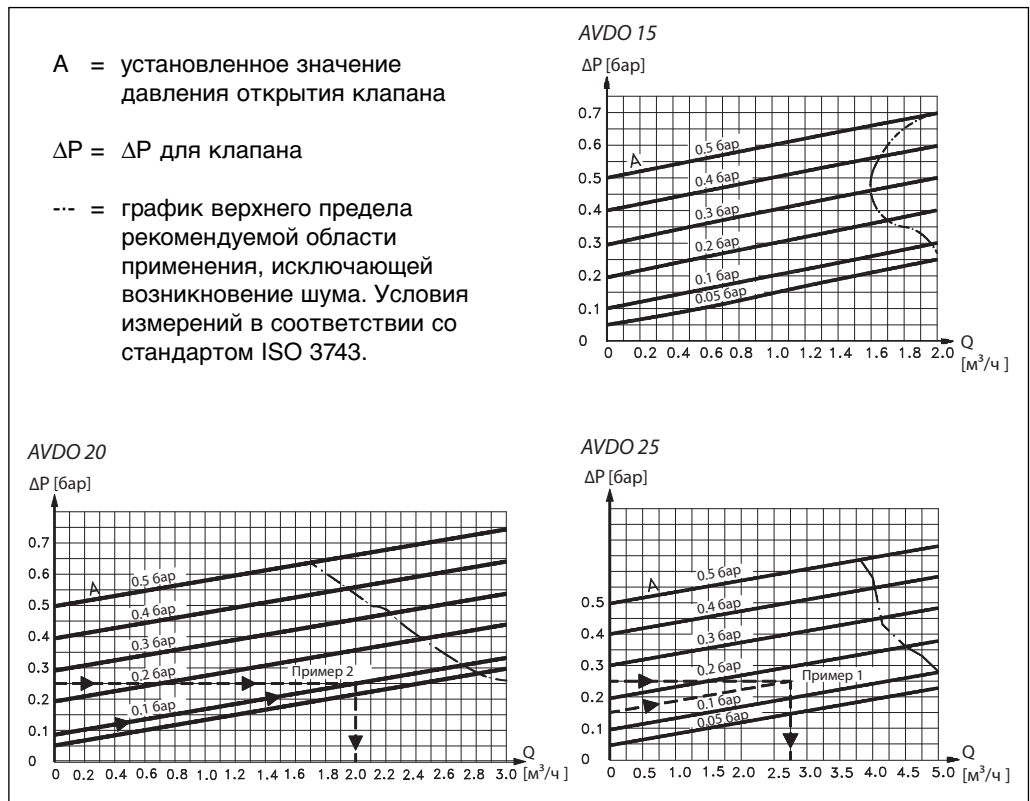 A = установленное значение
давления открытия клапана
ΔP = ΔP для клапана
-·- = график верхнего предела
рекомендуемой области
применения, исключающей
возникновение шума. Условия
измерений в соответствии со
стандартом ISO 3743.
AVDO 15
ΔP [бар]
0.7
0.6
0.5
0.4
0.3
0.2
0.1
0
A
0.5 бар
0.4 бар
0.3 бар
0.2 бар
0.1 бар
0.05 бар
0 0.2 0.4 0.6 0.8 1.0 1.2 1.4 1.6 1.8 2.0
Q
[м³/ч ]
AVDO 20
ΔP [бар]
0.7
0.6
0.5
0.4
0.3
0.2
0.1
0
A
0.5 бар
0.4 бар
0.3 бар
0.2 бар
0.1 бар
Пример 2
0 0.2 0.4 0.6 0.8 1.0 1.2 1.4 1.6 1.8 2.0 2.2 2.4 2.6 2.8 3.0
Q
[м³/ч ]
AVDO 25
ΔP [бар]
0.5
0.4
0.3
0.2
0.1
0
A
0.5 бар
0.4 бар
0.3 бар
0.2 бар
0.1 бар
0.05 бар
Пример 1
0 0.5 1.0 1.5 2.0 2.5 3.0 3.5 4.0 4.5 5.0
Q
[м³/ч ]